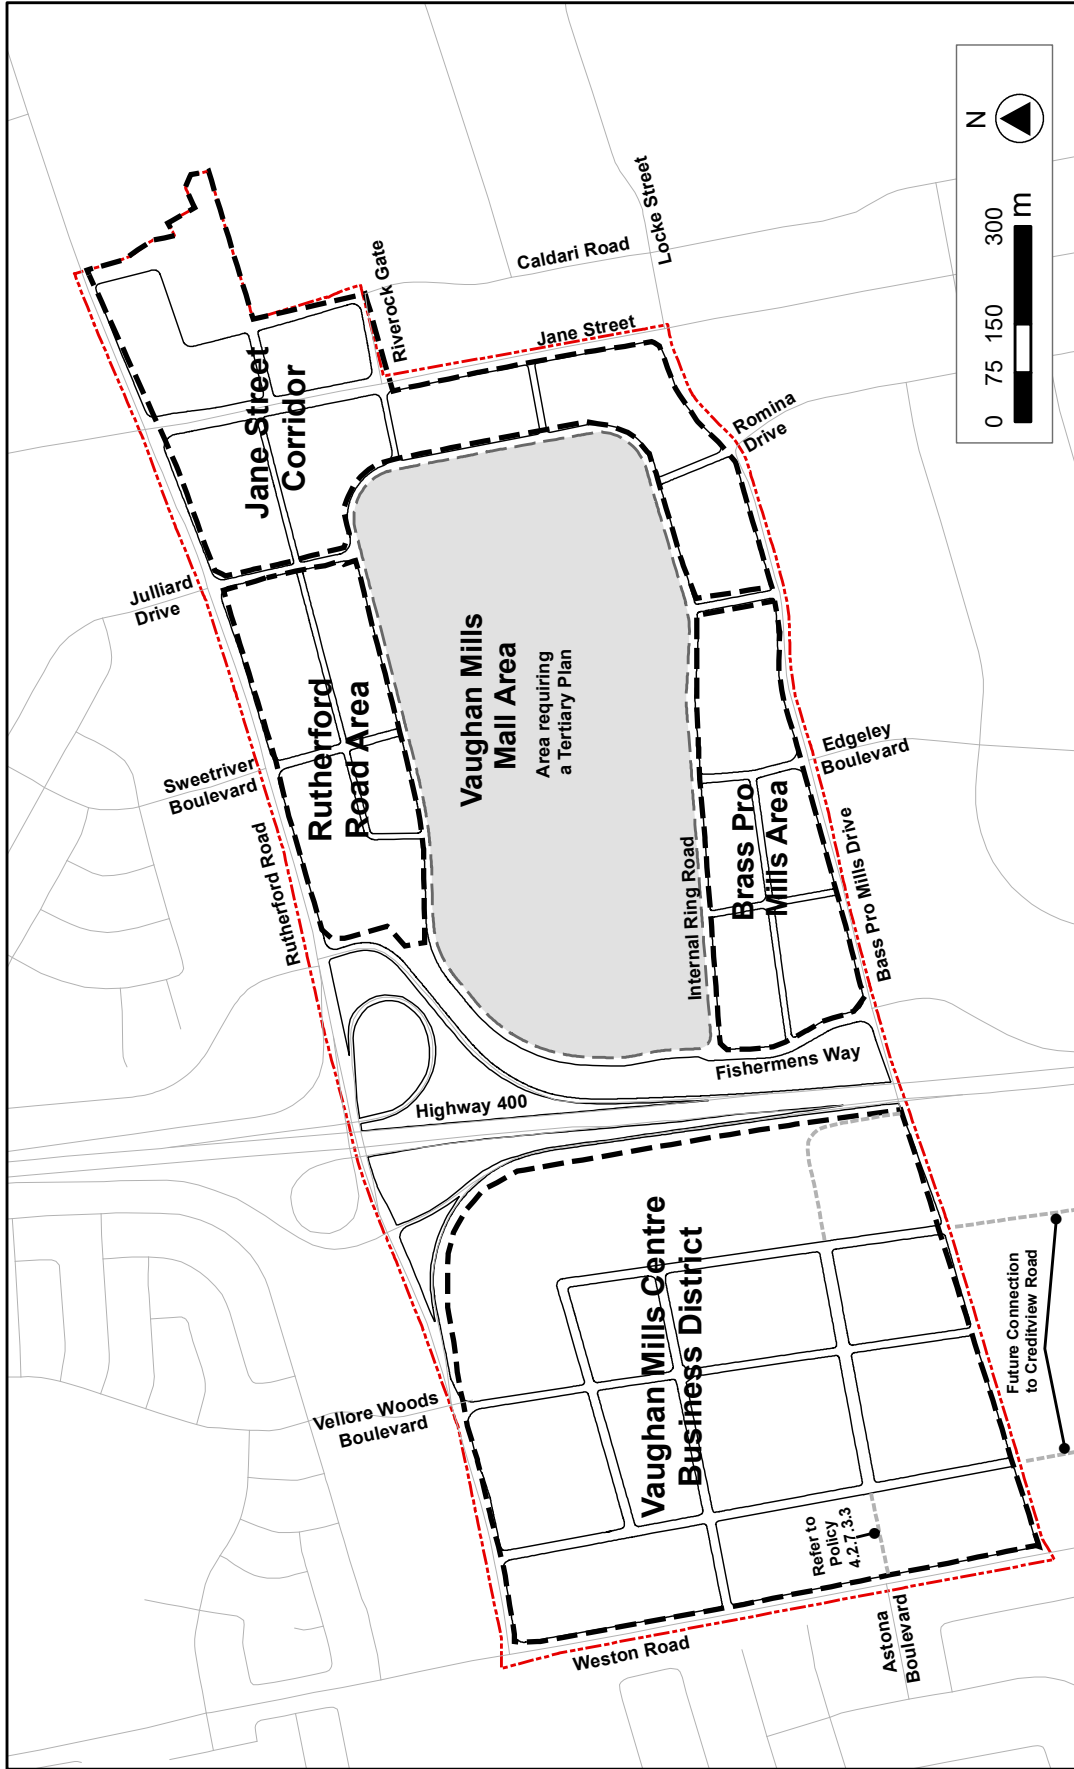 Jane Street
Corridor
Riverock Gate
Caldari Road
Locke Street
Jane Street
Romina
Drive
Julliard
Drive
Sweetriver
Boulevard
Rutherford
Road Area
Vaughan Mills
Mall Area
Area requiring
a Tertiary Plan
Rutherford Road
Internal Ring Road
Brass Pro
Mills Area
Edgeley
Boulevard
Bass Pro Mills Drive
Fishermens Way
Highway 400
Vaughan Mills Centre
Business District
Vellore Woods
Boulevard
Future Connection
to Creditview Road
Refer to
Policy
4.2.7.3.3
Astona
Boulevard
Weston Road
N
0 75 150 300
m